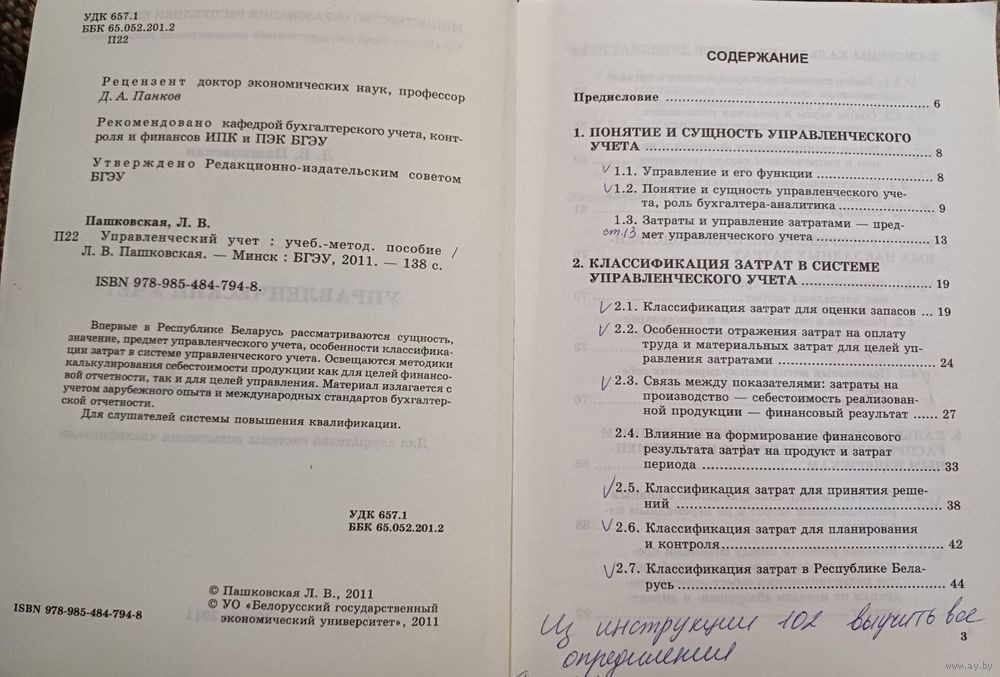 УДК 657.1
ББК 65.052.201.2
П22
Рецензент доктор экономических наук, профессор
Д. А. Панков
Рекомендовано кафедрой бухгалтерского учета, конт-
роля и финансов ИПК и ПЭК БГЭУ
Утверждено Редакционно-издательским советом
БГЭУ
Пашковская, Л. В.
П22 Управленческий учет : учеб.-метод. пособие /
Л. В. Пашковская. — Минск : БГЭУ, 2011. — 138 с.
ISBN 978-985-484-794-8.
Впервые в Республике Беларусь рассматриваются сущность,
значение, предмет управленческого учета, особенности классифика-
ции затрат в системе управленческого учета. Освещаются методики
калькулирования себестоимости продукции как для целей финансо-
вой отчетности, так и для целей управления. Материал излагается с
учетом зарубежного опыта и международных стандартов бухгалтер-
ской отчетности.
Для слушателей системы повышения квалификации.
УДК 657.1
ББК 65.052.201.2
ISBN 978-985-484-794-8
© Пашковская Л. В., 2011
© УО «Белорусский государственный
экономический университет», 2011
СОДЕРЖАНИЕ
Предисловие ........ 6
1. ПОНЯТИЕ И СУЩНОСТЬ УПРАВЛЕНЧЕСКОГО
УЧЕТА ........ 8
1.1. Управление и его функции ........ 8
1.2. Понятие и сущность управленческого уче-
та, роль бухгалтера-аналитика ........ 9
1.3. Затраты и управление затратами — пред-
ст.13 мет управленческого учета ........ 13
2. КЛАССИФИКАЦИЯ ЗАТРАТ В СИСТЕМЕ
УПРАВЛЕНЧЕСКОГО УЧЕТА ........ 19
2.1. Классификация затрат для оценки запасов ... 19
2.2. Особенности отражения затрат на оплату
труда и материальных затрат для целей уп-
равления затратами ........ 24
2.3. Связь между показателями: затраты на
производство — себестоимость реализован-
ной продукции — финансовый результат ...... 27
2.4. Влияние на формирование финансового
результата затрат на продукт и затрат
периода ........ 33
2.5. Классификация затрат для принятия реше-
ний ........ 38
2.6. Классификация затрат для планирования
и контроля ........ 42
2.7. Классификация затрат в Республике Бела-
русь ........ 44
Из инструкции 102 выучить все
определения
3
www.ay.by